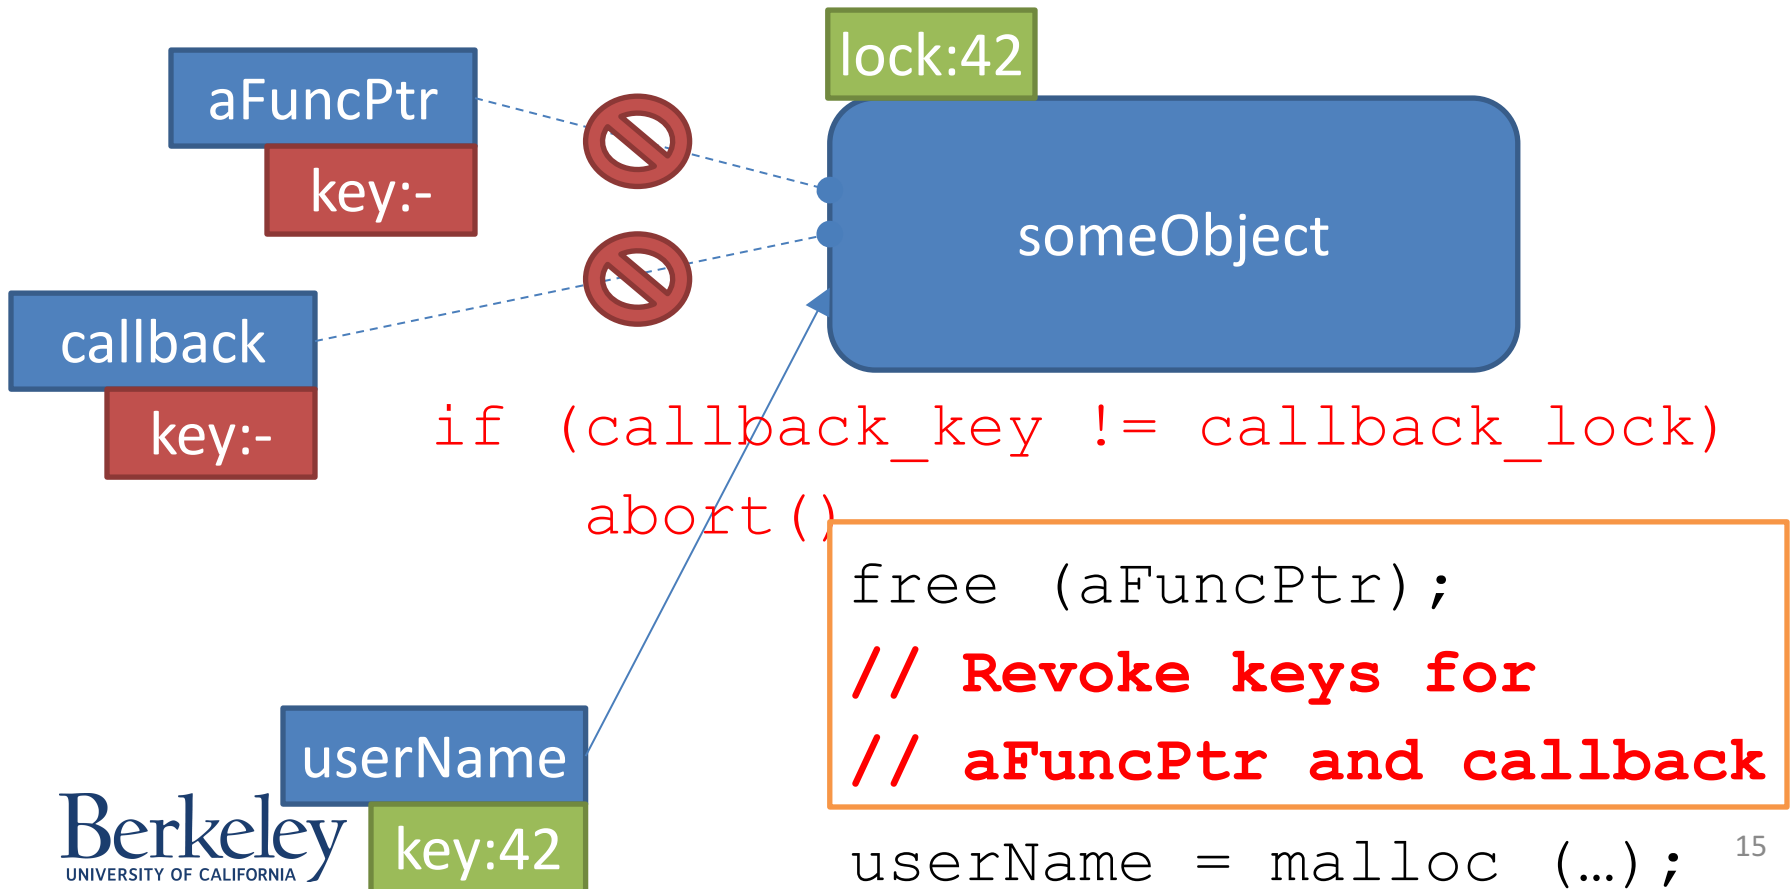 lock:42
aFuncPtr
key:-
someObject
callback
key:-
if (callback_key != callback_lock)
abort()
free (aFuncPtr);
// Revoke keys for
// aFuncPtr and callback
userName
key:42
userName = malloc (…);
Berkeley
UNIVERSITY OF CALIFORNIA
15